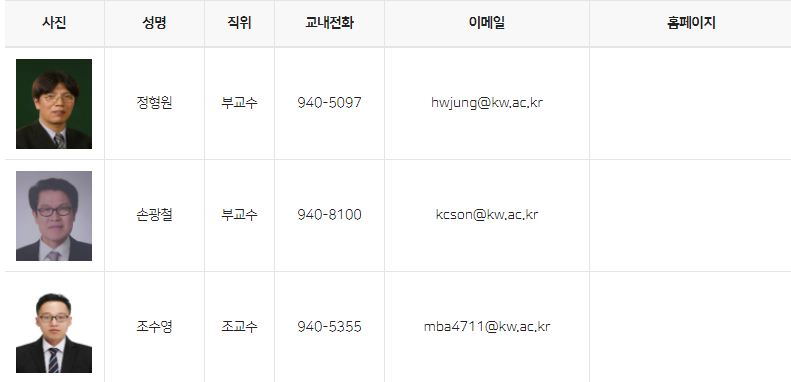 사진 성명 직위 교내전화 이메일 홈페이지
정형원 부교수 940-5097 hwjung@kw.ac.kr
손광철 부교수 940-8100 kcson@kw.ac.kr
조수영 조교수 940-5355 mba4711@kw.ac.kr